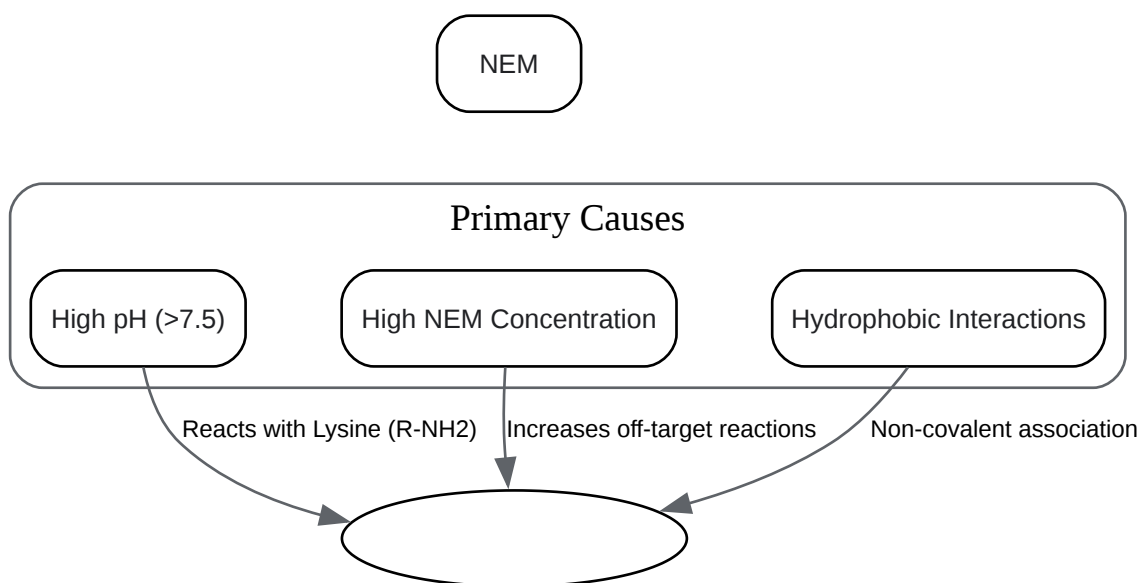 NEM
Primary Causes
High pH (>7.5)
High NEM Concentration
Hydrophobic Interactions
Reacts with Lysine (R-NH2)
Increases off-target reactions
Non-covalent association